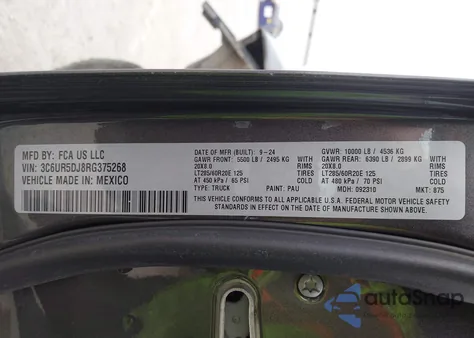 MFD BY: FCA US LLC
VIN: 3C6UR5DJ8RG375268
VEHICLE MADE IN: MEXICO
DATE OF MFR (BUILT): 9-24
GAWR FRONT: 5500 LB / 2495 KG
20X8.0
LT285/60R20E 125
AT 450 kPa / 65 PSI
TYPE: TRUCK
TIRES
COLD
PAINT: PAU
GVWR: 10000 LB / 4536 KG
GAWR REAR: 6390 LB / 2899 KG
20X8.0
LT285/60R20E 125
AT 480 kPa / 70 PSI
MDH: 092310
TIRES
COLD
MKT: 875
THIS VEHICLE CONFORMS TO ALL APPLICABLE U.S.A. FEDERAL MOTOR VEHICLE SAFETY
STANDARDS IN EFFECT ON THE DATE OF MANUFACTURE SHOWN ABOVE.
autoSnap